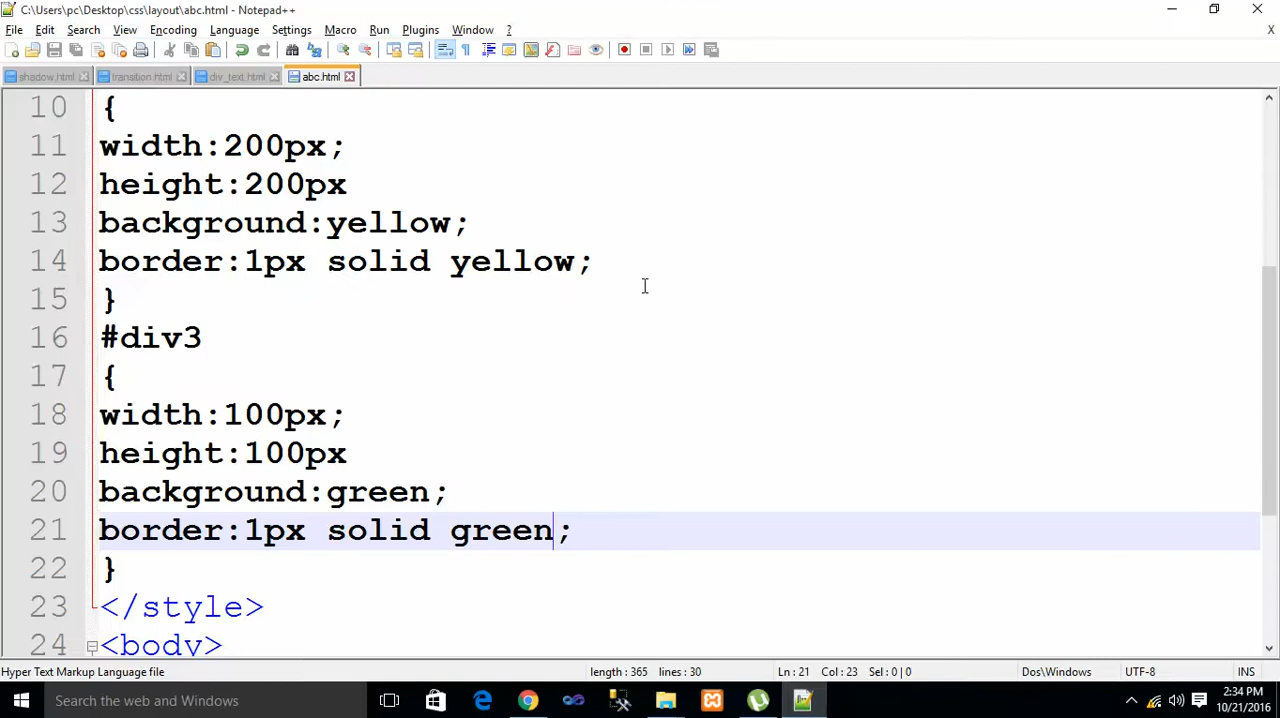 C:\Users\pc\Desktop\css\layout\abc.html - Notepad++
File Edit Search View Encoding Language Settings Macro Run Plugins Window ? X
shadow.html transition.html div_text.html abc.html
10 {
11 width:200px;
12 height:200px
13 background:yellow;
14 border:1px solid yellow;
15 }
16 #div3
17 {
18 width:100px;
19 height:100px
20 background:green;
21 border:1px solid green;
22 }
23 </style>
24 <body>
Hyper Text Markup Language file length : 365 lines : 30 Ln : 21 Col : 23 Sel : 0 | 0 Dos\Windows UTF-8 INS
Search the web and Windows 2:34 PM
10/21/2016